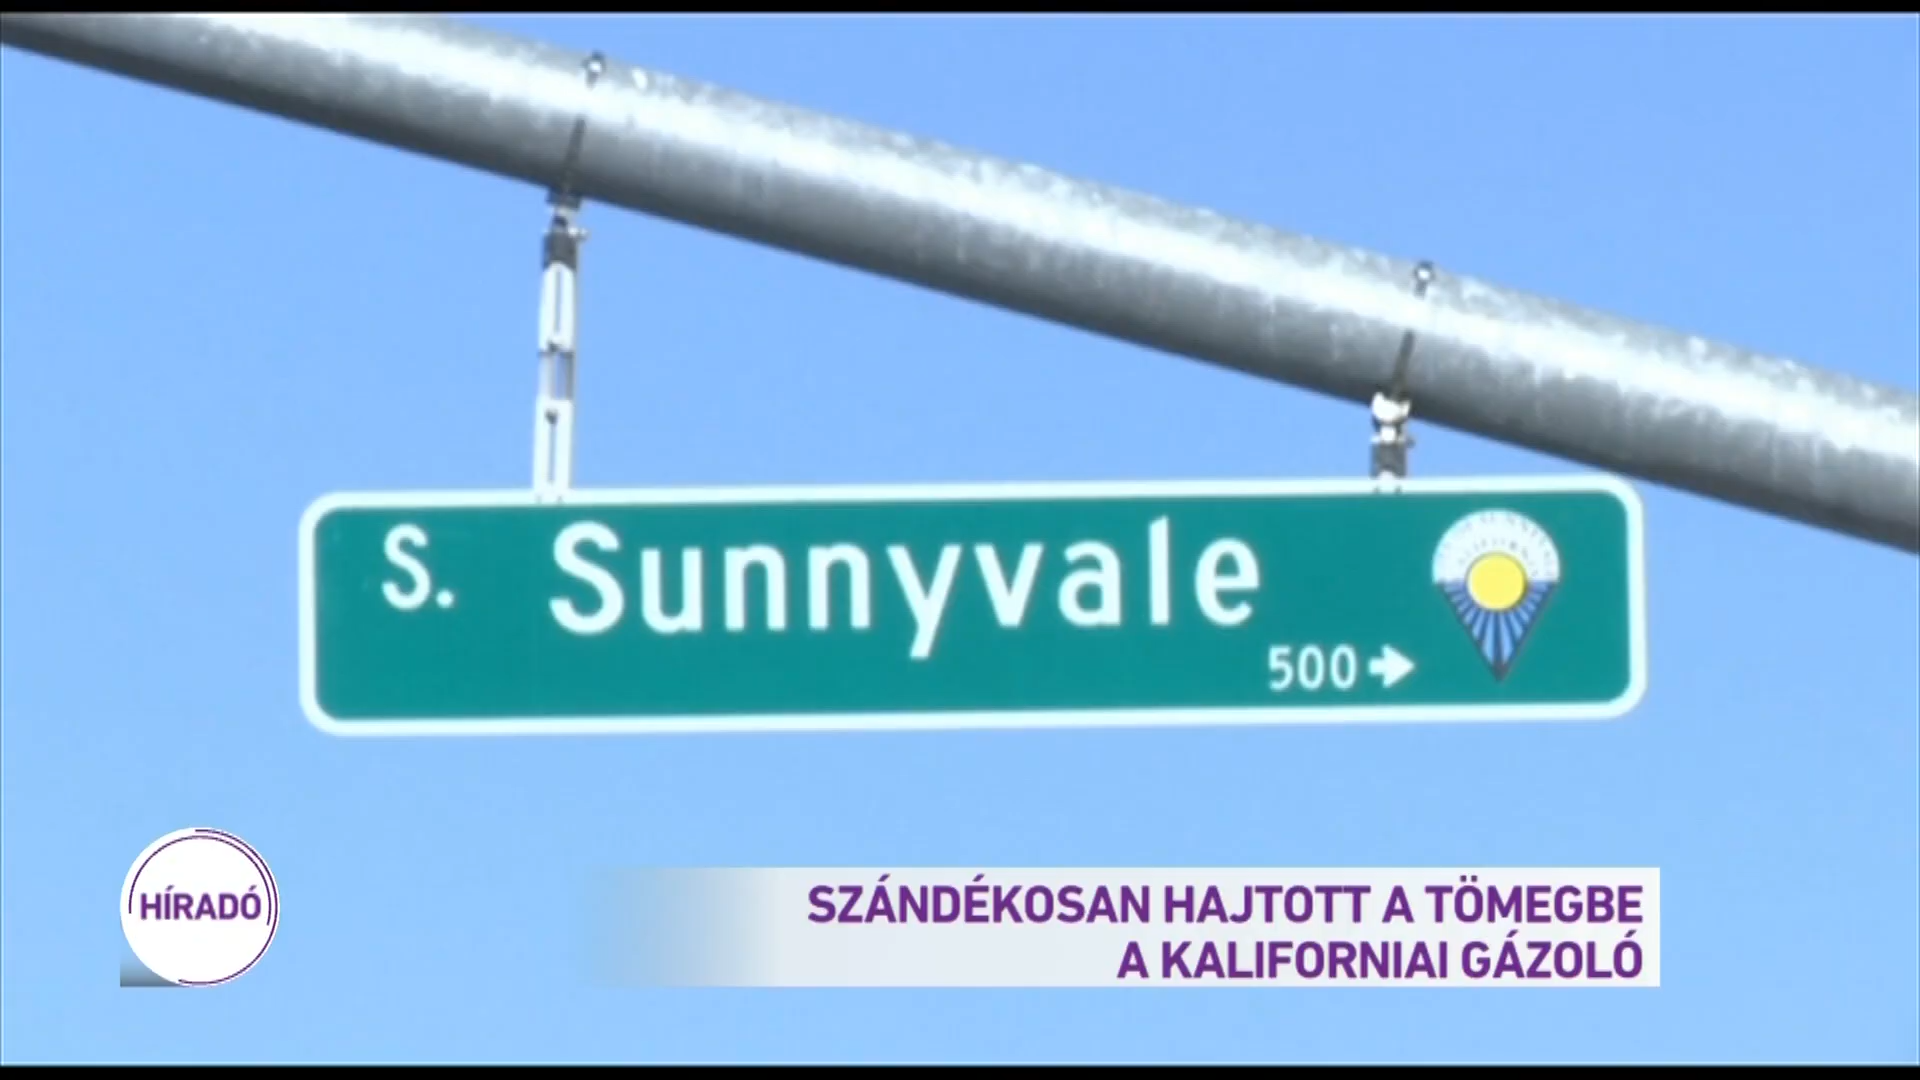 S. Sunnyvale
500
HÍRADÓ
SZÁNDÉKOSAN HAJTOTT A TÖMEGBE
A KALIFORNIAI GÁZOLÓ